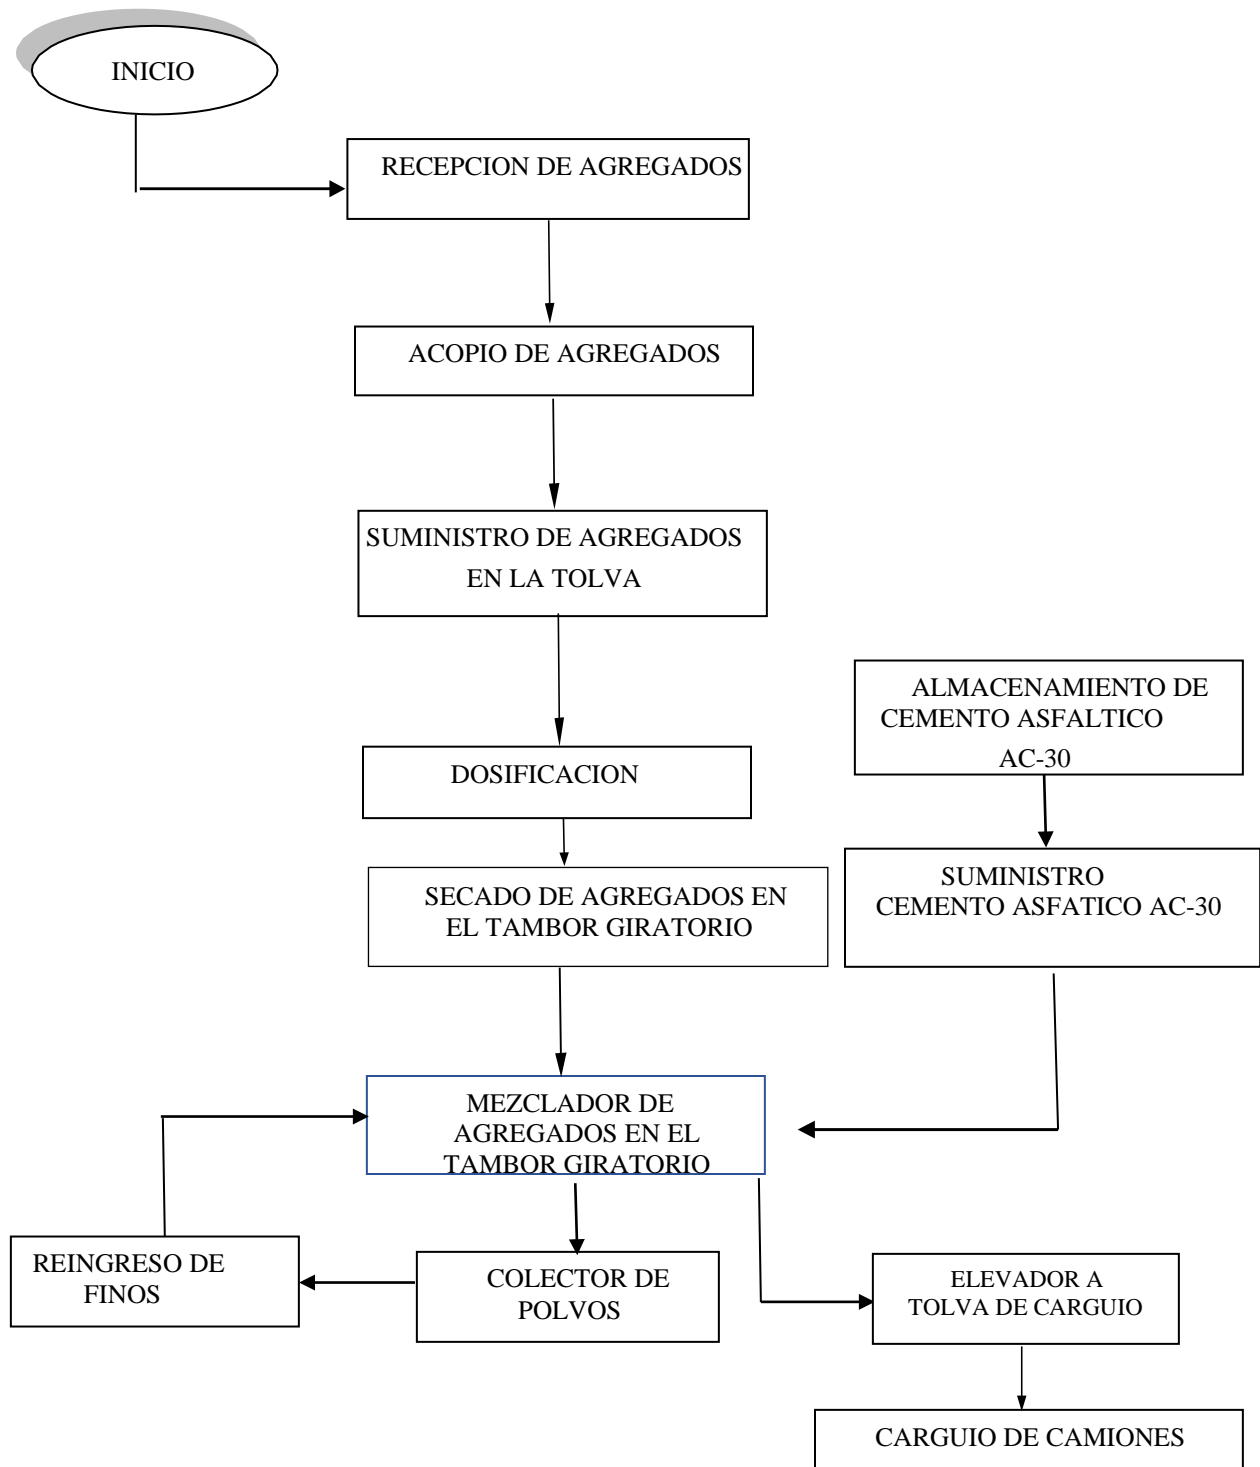 INICIO
RECEPCION DE AGREGADOS
ACOPIO DE AGREGADOS
SUMINISTRO DE AGREGADOS
EN LA TOLVA
DOSIFICACION
ALMACENAMIENTO DE
CEMENTO ASFALTICO
AC-30
SECADO DE AGREGADOS EN
EL TAMBOR GIRATORIO
SUMINISTRO
CEMENTO ASFATICO AC-30
MEZCLADOR DE
AGREGADOS EN EL
TAMBOR GIRATORIO
REINGRESO DE
FINOS
COLECTOR DE
POLVOS
ELEVADOR A
TOLVA DE CARGUIO
CARGUIO DE CAMIONES